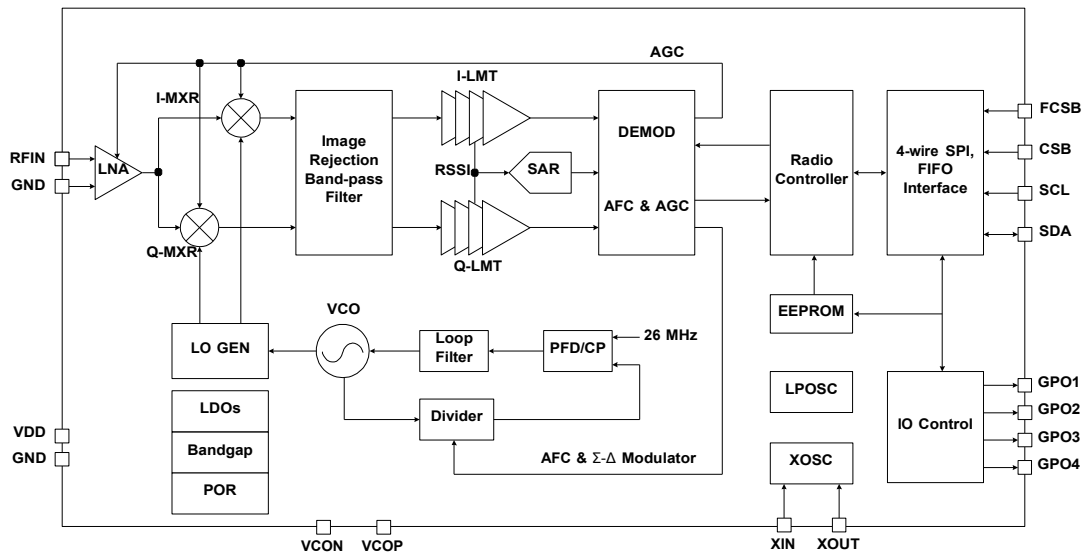 AGC
I-LMT
I-MXR
FCSB
RFIN
LNA
GND
Image
Rejection
Band-pass
Filter
RSSI
SAR
DEMOD
AFC & AGC
Radio
Controller
4-wire SPI,
FIFO
Interface
CSB
SCL
SDA
Q-MXR
Q-LMT
EEPROM
VCO
LO GEN
Loop
Filter
PFD/CP
26 MHz
LDOs
Divider
LPOSC
IO Control
GPO1
GPO2
GPO3
GPO4
VDD
GND
Bandgap
AFC & Σ-Δ Modulator
XOSC
POR
VCON
VCOP
XIN
XOUT